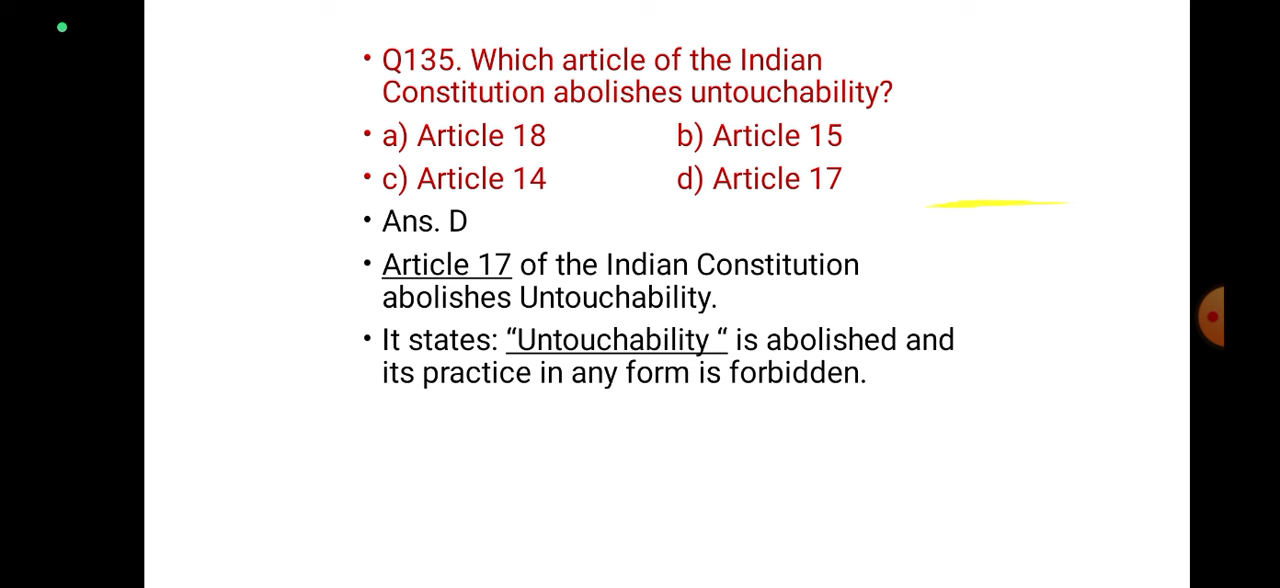 • Q135. Which article of the Indian
Constitution abolishes untouchability?
• a) Article 18 b) Article 15
• c) Article 14 d) Article 17
• Ans. D
• Article 17 of the Indian Constitution
abolishes Untouchability.
• It states: “Untouchability “ is abolished and
its practice in any form is forbidden.